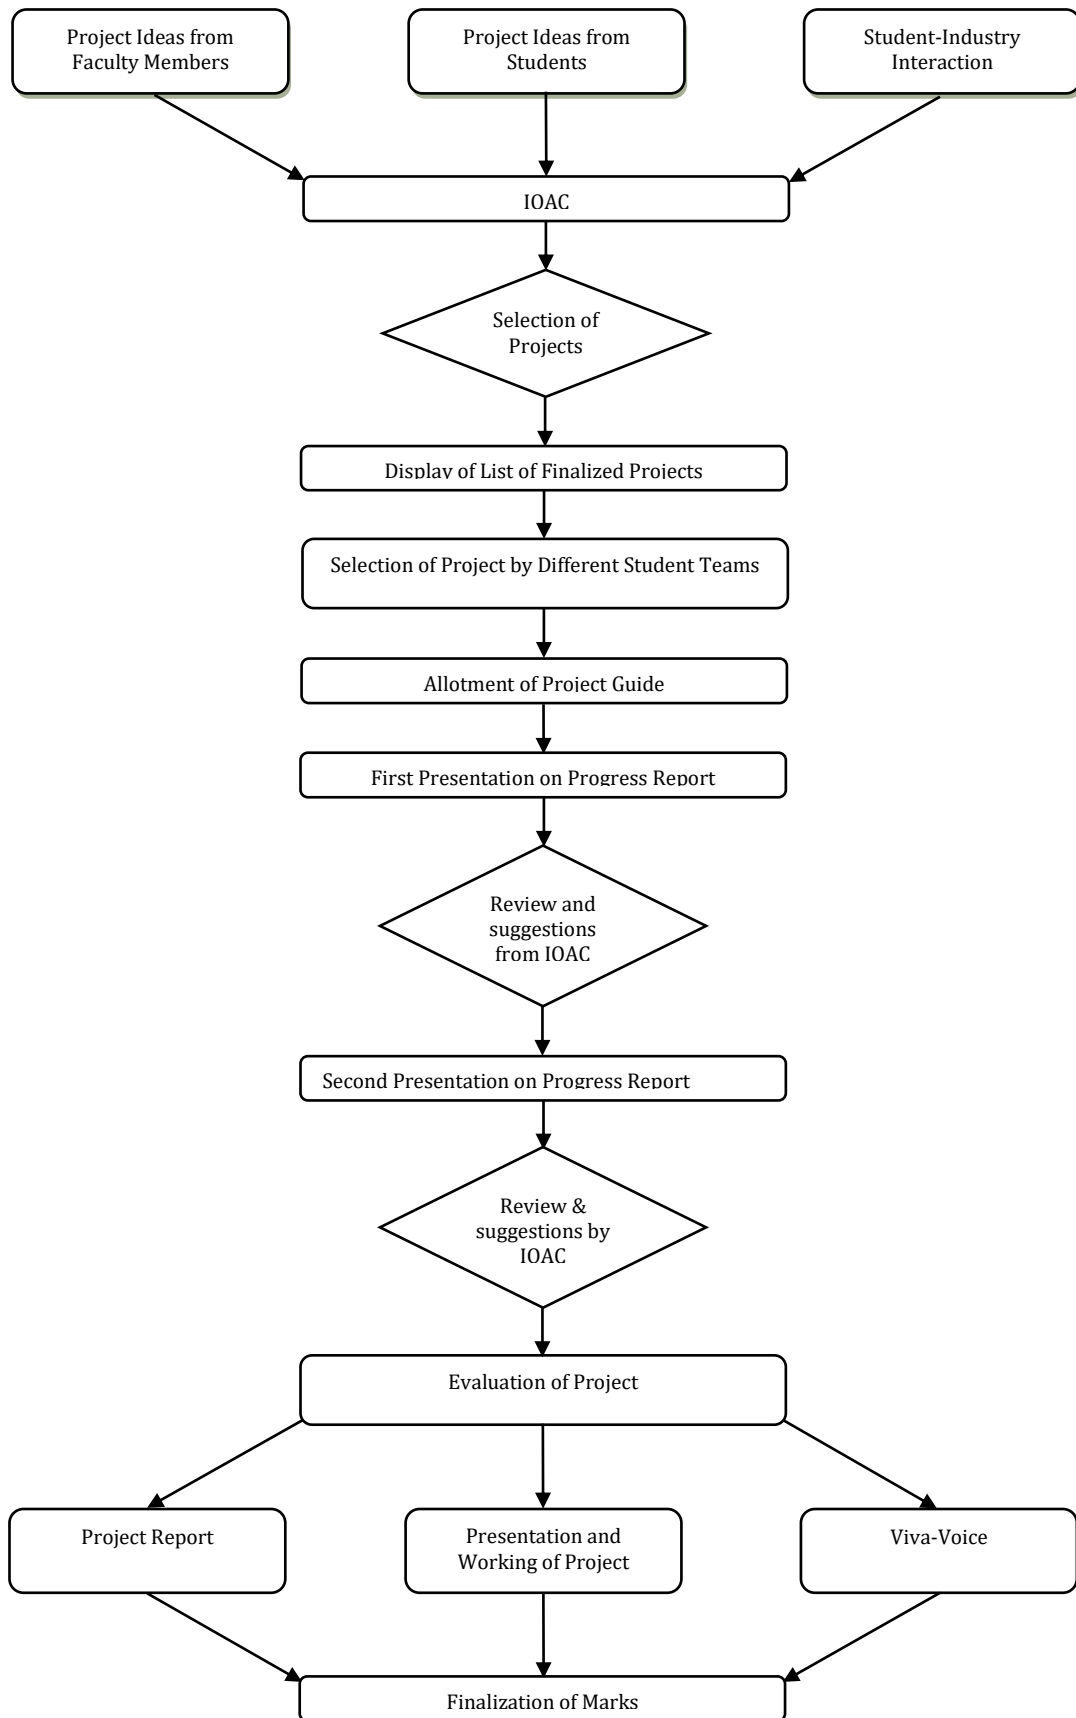 Project Ideas from
Faculty Members
Project Ideas from
Students
Student-Industry
Interaction
IOAC
Selection of
Projects
Display of List of Finalized Projects
Selection of Project by Different Student Teams
Allotment of Project Guide
First Presentation on Progress Report
Review and
suggestions
from IOAC
Second Presentation on Progress Report
Review &
suggestions by
IOAC
Evaluation of Project
Project Report
Presentation and
Working of Project
Viva-Voice
Finalization of Marks